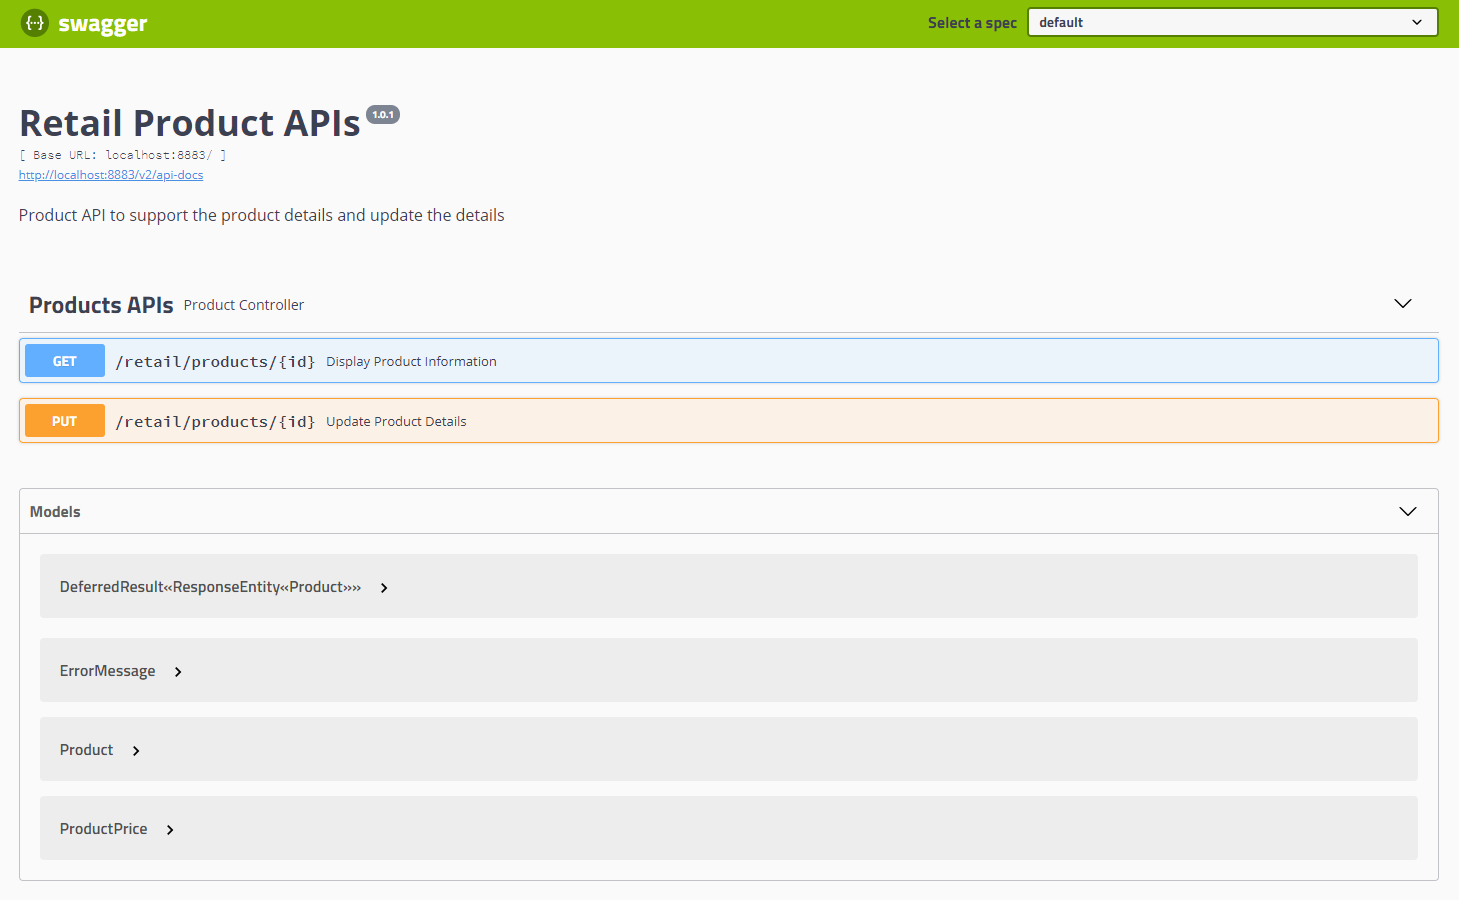 swagger
Select a spec default
Retail Product APIs 1.0.1
[ Base URL: localhost:8883/ ]
http://localhost:8883/v2/api-docs
Product API to support the product details and update the details
Products APIs Product Controller
GET /retail/products/{id} Display Product Information
PUT /retail/products/{id} Update Product Details
Models
DeferredResult«ResponseEntity«Product»»
ErrorMessage
Product
ProductPrice